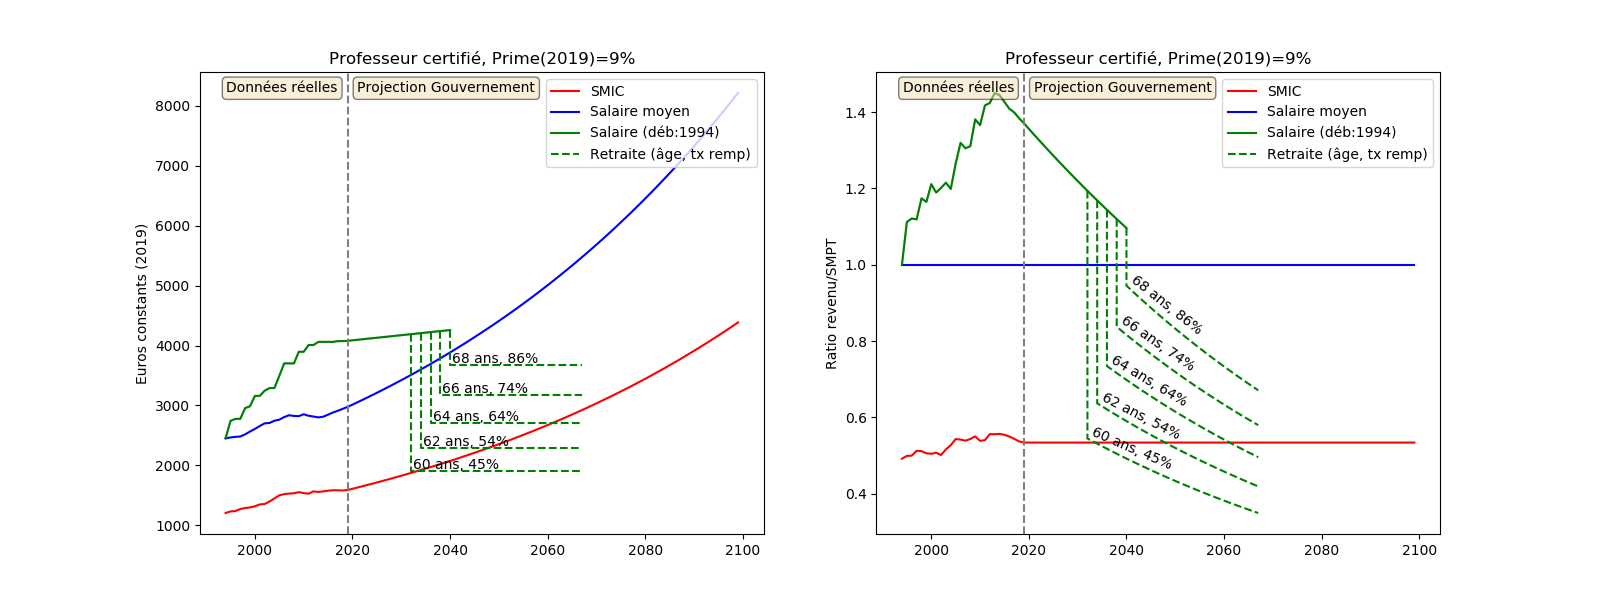 Professeur certifié, Prime(2019)=9%
Données réelles
Projection Gouvernement
SMIC
Salaire moyen
Salaire (déb:1994)
Retraite (âge, tx remp)
Euros constants (2019)
8000
7000
6000
5000
4000
3000
2000
1000
68 ans, 86%
66 ans, 74%
64 ans, 64%
62 ans, 54%
60 ans, 45%
2000
2020
2040
2060
2080
2100
Professeur certifié, Prime(2019)=9%
Données réelles
Projection Gouvernement
SMIC
Salaire moyen
Salaire (déb:1994)
Retraite (âge, tx remp)
Ratio revenu/SMPT
1.4
1.2
1.0
0.8
0.6
0.4
68 ans, 86%
66 ans, 74%
64 ans, 64%
62 ans, 54%
60 ans, 45%
2000
2020
2040
2060
2080
2100